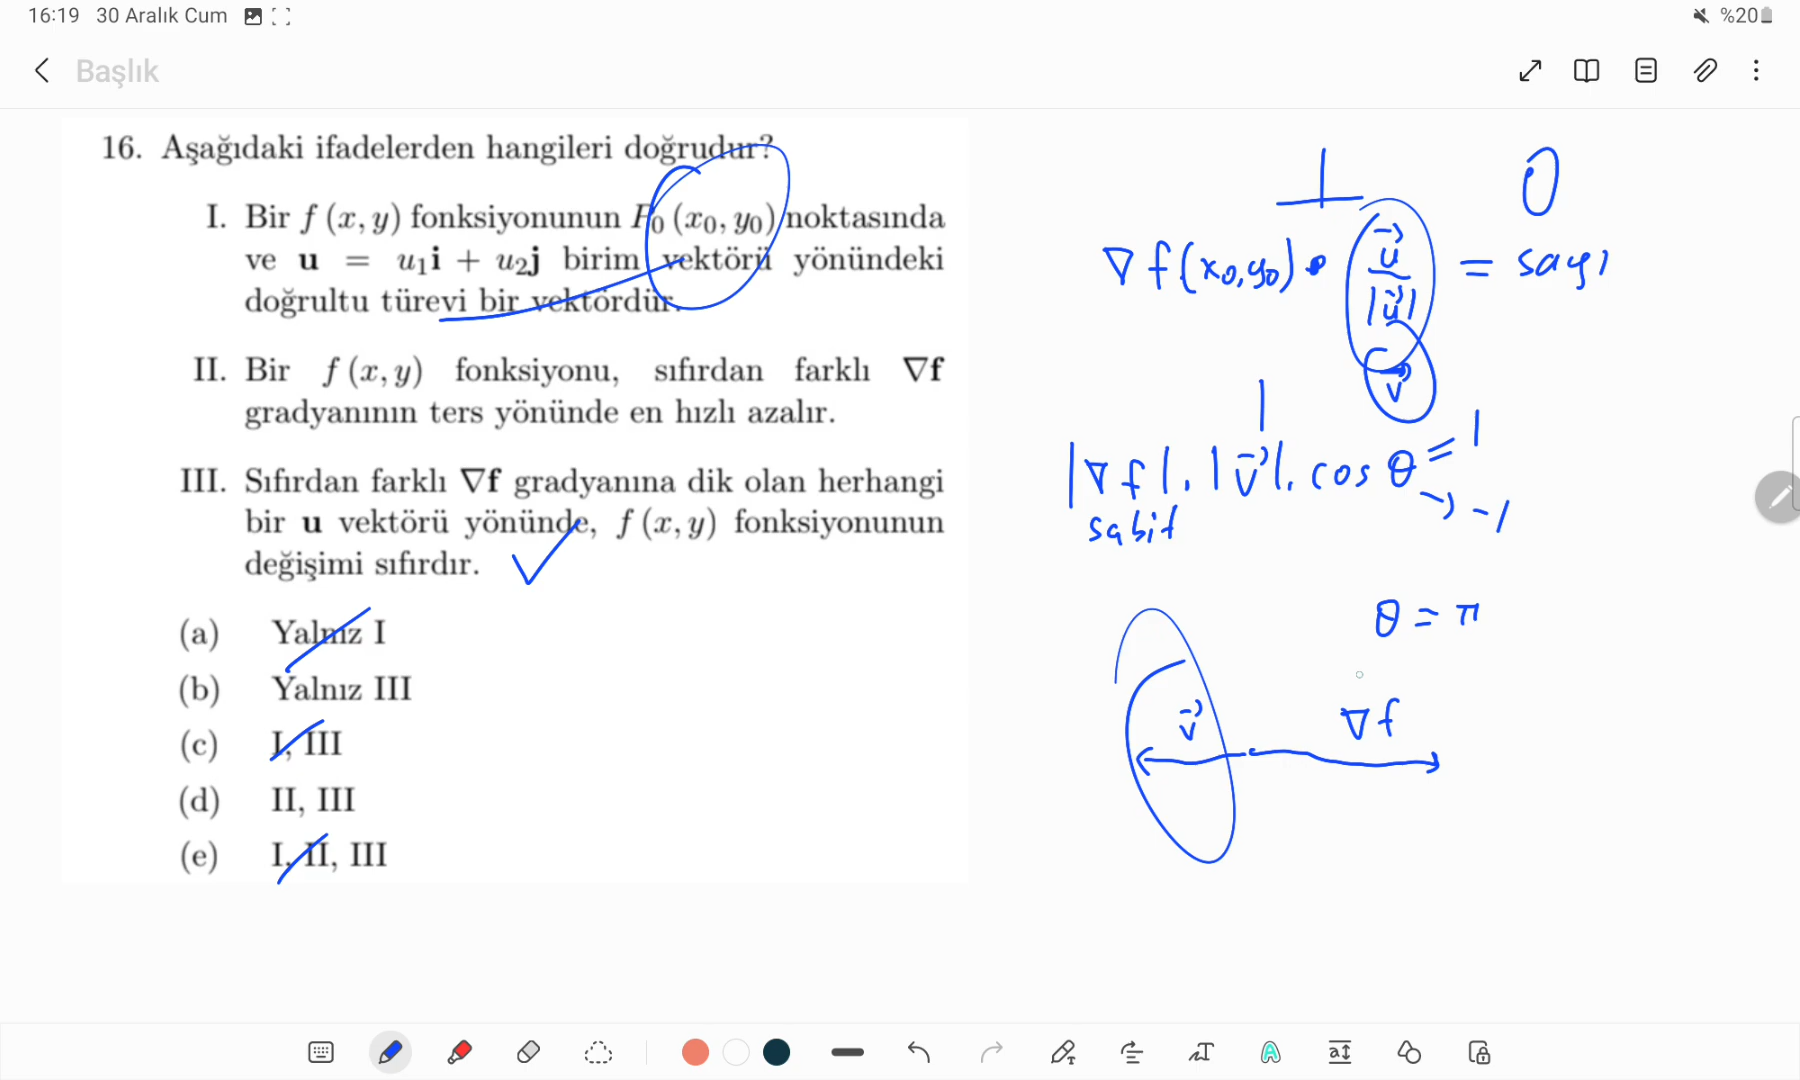 16:19 30 Aralık Cum %20
Başlık
16. Aşağıdaki ifadelerden hangileri doğrudur?
I. Bir f (x, y) fonksiyonunun P₀ (x₀, y₀) noktasında
ve u = u₁i + u₂j birim vektörü yönündeki
doğrultu türevi bir vektördür.
II. Bir f (x, y) fonksiyonu, sıfırdan farklı ∇f
gradyanının ters yönünde en hızlı azalır.
III. Sıfırdan farklı ∇f gradyanına dik olan herhangi
bir u vektörü yönünde, f (x, y) fonksiyonunun
değişimi sıfırdır.
(a) Yalnız I
(b) Yalnız III
(c) I, III
(d) II, III
(e) I, II, III
⊥ 0
∇f(x₀,y₀) • u⃗/|u⃗| = sayı
v⃗
1
|∇f|.|v⃗|.cos θ = 1
→ -1
sabit
θ = π
v⃗ ∇f